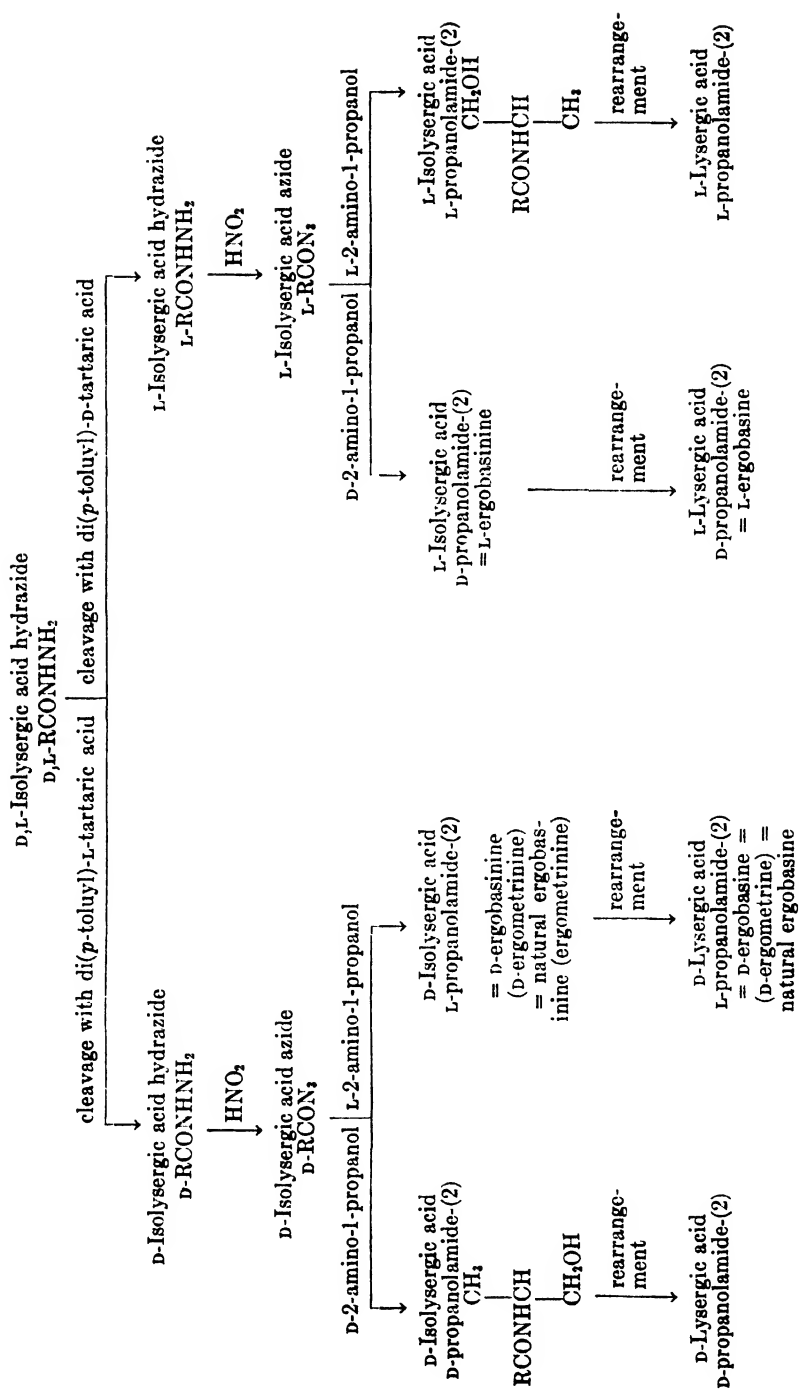 D,L-Isolysergic acid hydrazide
D,L-RCONHNH₂
cleavage with di(p-toluyl)-L-tartaric acid
cleavage with di(p-toluyl)-D-tartaric acid
D-Isolysergic acid hydrazide
D-RCONHNH₂
HNO₂
D-Isolysergic acid azide
D-RCON₃
D-2-amino-1-propanol
L-2-amino-1-propanol
D-Isolysergic acid
D-propanolamide-(2)
CH₃
RCONHCH
CH₂OH
rearrange-
ment
D-Lysergic acid
D-propanolamide-(2)
D-Isolysergic acid
L-propanolamide-(2)
= D-ergobasinine
(D-ergometrinine)
= natural ergobas-
inine (ergometrinine)
rearrange-
ment
D-Lysergic acid
L-propanolamide-(2)
= D-ergobasine =
(D-ergometrine) =
natural ergobasine
L-Isolysergic acid hydrazide
L-RCONHNH₂
HNO₂
L-Isolysergic acid azide
L-RCON₃
D-2-amino-1-propanol
L-2-amino-1-propanol
L-Isolysergic acid
D-propanolamide-(2)
= L-ergobasinine
rearrange-
ment
L-Lysergic acid
D-propanolamide-(2)
= L-ergobasine
L-Isolysergic acid
L-propanolamide-(2)
CH₂OH
RCONHCH
CH₃
rearrange-
ment
L-Lysergic acid
L-propanolamide-(2)